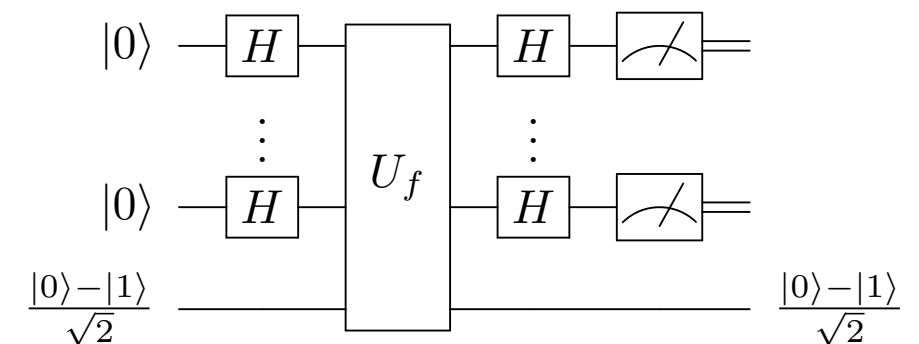 |0⟩ H H
⋮ ⋮
U_f
|0⟩ H H
|0⟩−|1⟩/√2 |0⟩−|1⟩/√2